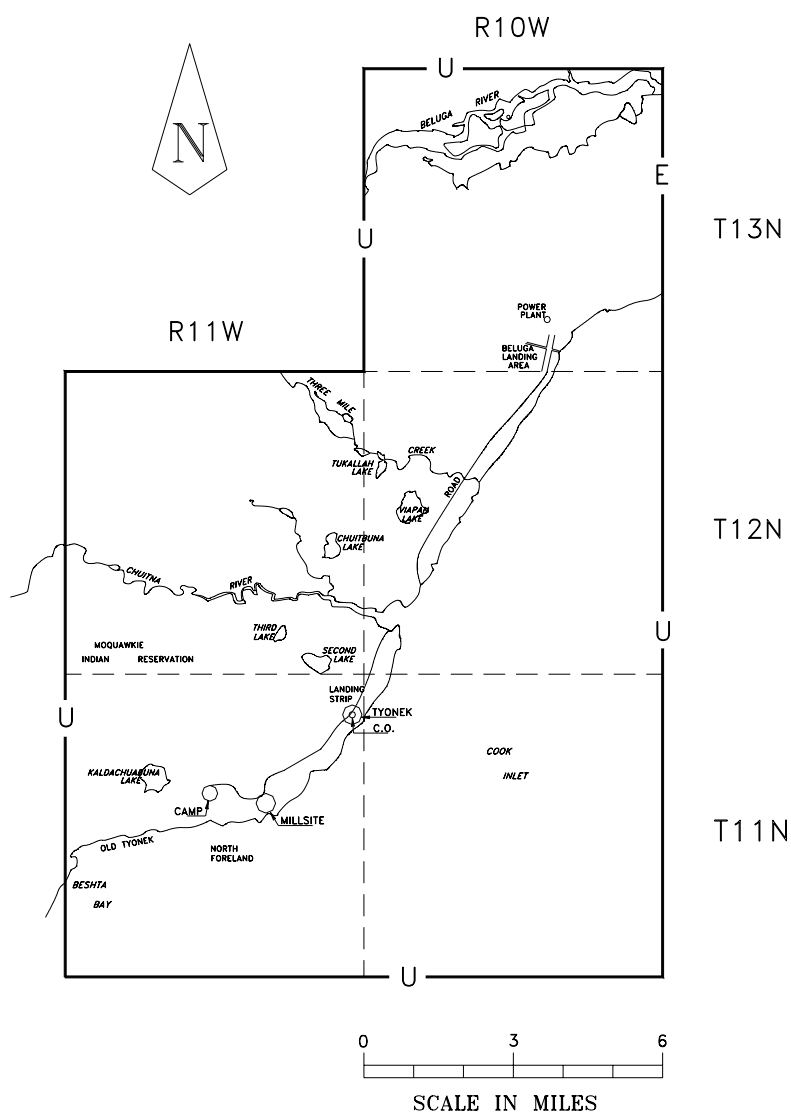 R10W
U
N
BELUGA RIVER
E
T13N
U
POWER
PLANT
R11W
BELUGA
LANDING
AREA
THREE MILE
CREEK
TUKALLAH
LAKE
ROAD
VIAPAN
LAKE
CHUITBUNA
LAKE
T12N
CHUITNA RIVER
THIRD
LAKE
U
MOQUAWKIE
INDIAN RESERVATION
SECOND
LAKE
LANDING
STRIP
U
TYONEK
C.O.
COOK
INLET
KALDACHUABUNA
LAKE
CAMP
MILLSITE
T11N
OLD TYONEK
NORTH
FORELAND
BESHTA
BAY
U
0 3 6
SCALE IN MILES